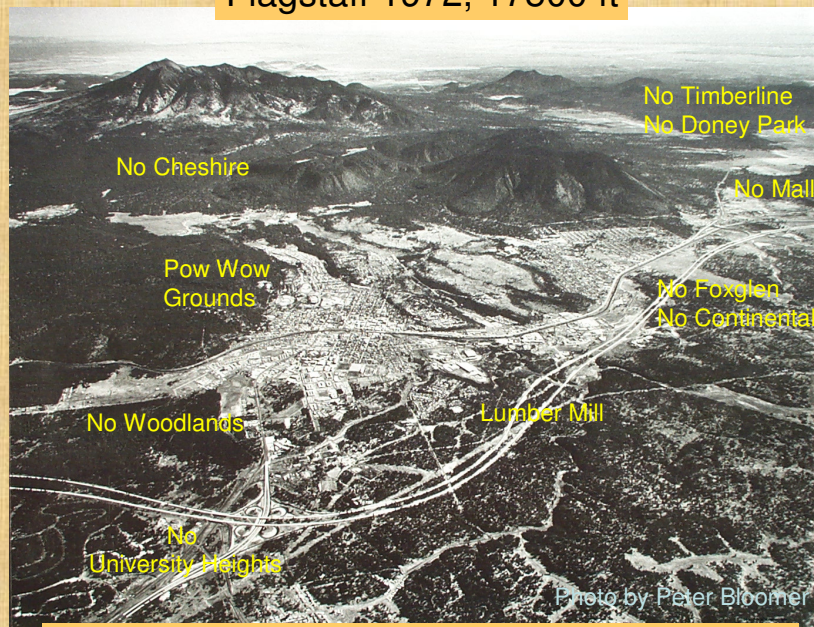 Flagstaff ft
No Timberline
No Doney Park
No Cheshire
No Mall
Pow Wow
Grounds
No Foxglen
No Continental
No Woodlands
Lumber Mill
No
University Heights
Photo by Peter Bloomer